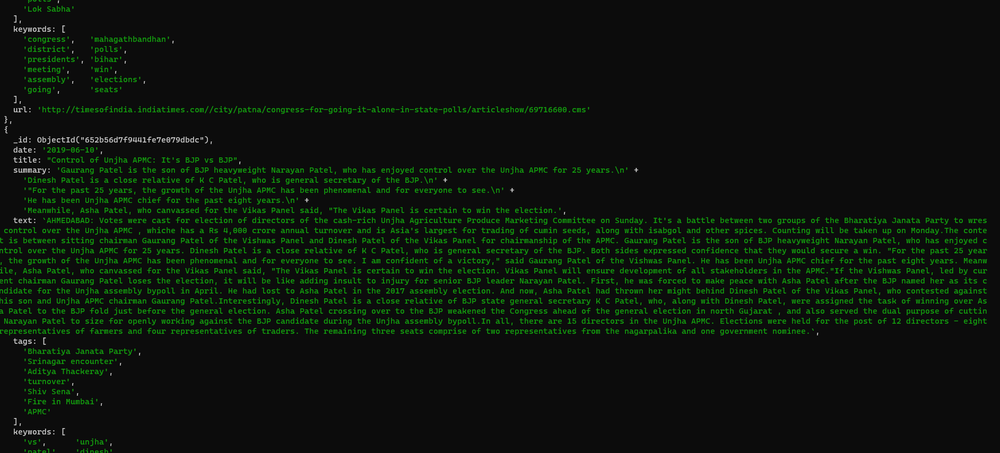 'polls',
'Lok Sabha'
],
keywords: [
'congress',   'mahagathbandhan',
'district',   'polls',
'presidents', 'bihar',
'meeting',    'win',
'assembly',   'elections',
'going',      'seats'
],
url: 'http://timesofindia.indiatimes.com//city/patna/congress-for-going-it-alone-in-state-polls/articleshow/69716600.cms'
},
{
_id: ObjectId("652b56d7f9441fe7e079dbdc"),
date: '2019-06-10',
title: "Control of Unjha APMC: It's BJP vs BJP",
summary: 'Gaurang Patel is the son of BJP heavyweight Narayan Patel, who has enjoyed control over the Unjha APMC for 25 years.\n' +
'Dinesh Patel is a close relative of K C Patel, who is general secretary of the BJP.\n' +
'"For the past 25 years, the growth of the Unjha APMC has been phenomenal and for everyone to see.\n' +
'He has been Unjha APMC chief for the past eight years.\n' +
'Meanwhile, Asha Patel, who canvassed for the Vikas Panel said, "The Vikas Panel is certain to win the election.',
text: `AHMEDABAD: Votes were cast for election of directors of the cash-rich Unjha Agriculture Produce Marketing Committee on Sunday. It's a battle between two groups of the Bharatiya Janata Party to wres
control over the Unjha APMC , whiche has a Rs 4,000 crore annual turnover and is Asia's largest for trading of cumin seeds, along with isabgol and other spices. Counting will be taken up on Monday.The conte
t is between sitting chairman Gaurang Patel of the Vishwas Panel and Dinesh Patel of the Vikas Panel for chairmanship of the APMC. Gaurang Patel is the son of BJP heavyweight Narayan Patel, who has enjoyed c
ntrol over the Unjha APMC for 25 years. Dinesh Patel is a close relative of K C Patel, who is general secretary of the BJP. Both sides expressed confidence that they would secure a win. "For the past 25 year
, the growth of the Unjha APMC has been phenomenal and for everyone to see. I am confident of a victory," said Gaurang Patel of the Vishwas Panel. He has been Unjha APMC chief for the past eight years. Meanw
ile, Asha Patel, who canvassed for the Vikas Panel said, "The Vikas Panel is certain to win the election. Vikas Panel will ensure development of all stakeholders in the APMC."If the Vishwas Panel, led by cur
ent chairman Gaurang Patel loses the election, it will be like adding insult to injury for senior BJP leader Narayan Patel. First, he was forced to make peace with Asha Patel after the BJP named her as its c
ndidate for the Unjha assembly bypoll in April. He had lost to Asha Patel in the 2017 assembly election. And now, Asha Patel had thrown her might behind Dinesh Patel of the Vikas Panel, who contested against
his son and Unjha APMC chairman Gaurang Patel.Interestingly, Dinesh Patel is a close relative of BJP state general secretary K C Patel, who, along with Dinesh Patel, were assigned the task of winning over As
a Patel to the BJP fold just before the general election. Asha Patel crossing over to the BJP weakened the Congress ahead of the general election in north Gujarat , and also served the dual purpose of cuttin
Narayan Patel to size for openly working against the BJP candidate during the Unjha assembly bypoll.In all, there are 15 directors in the Unjha APMC. Elections were held for the post of 12 directors - eight
representatives of farmers and four representatives of traders. The remaining three seats comprise of two representatives from the nagarpalika and one government nominee.`,
tags: [
'Bharatiya Janata Party',
'Srinagar encounter',
'Aditya Thackeray',
'turnover',
'Shiv Sena',
'Fire in Mumbai',
'APMC'
],
keywords: [
'vs',      'unjha',
'patel',   'dinesh',